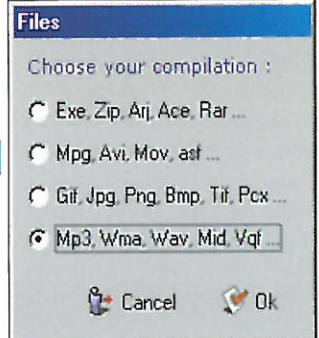 Files
Choose your compilation :
Exe, Zip, Arj, Ace, Rar ...
Mpg, Avi, Mov, asf ...
Gif, Jpg, Png, Bmp, Tif, Pcx ...
Mp3, Wma, Wav, Mid, Vqf ...
Cancel Ok